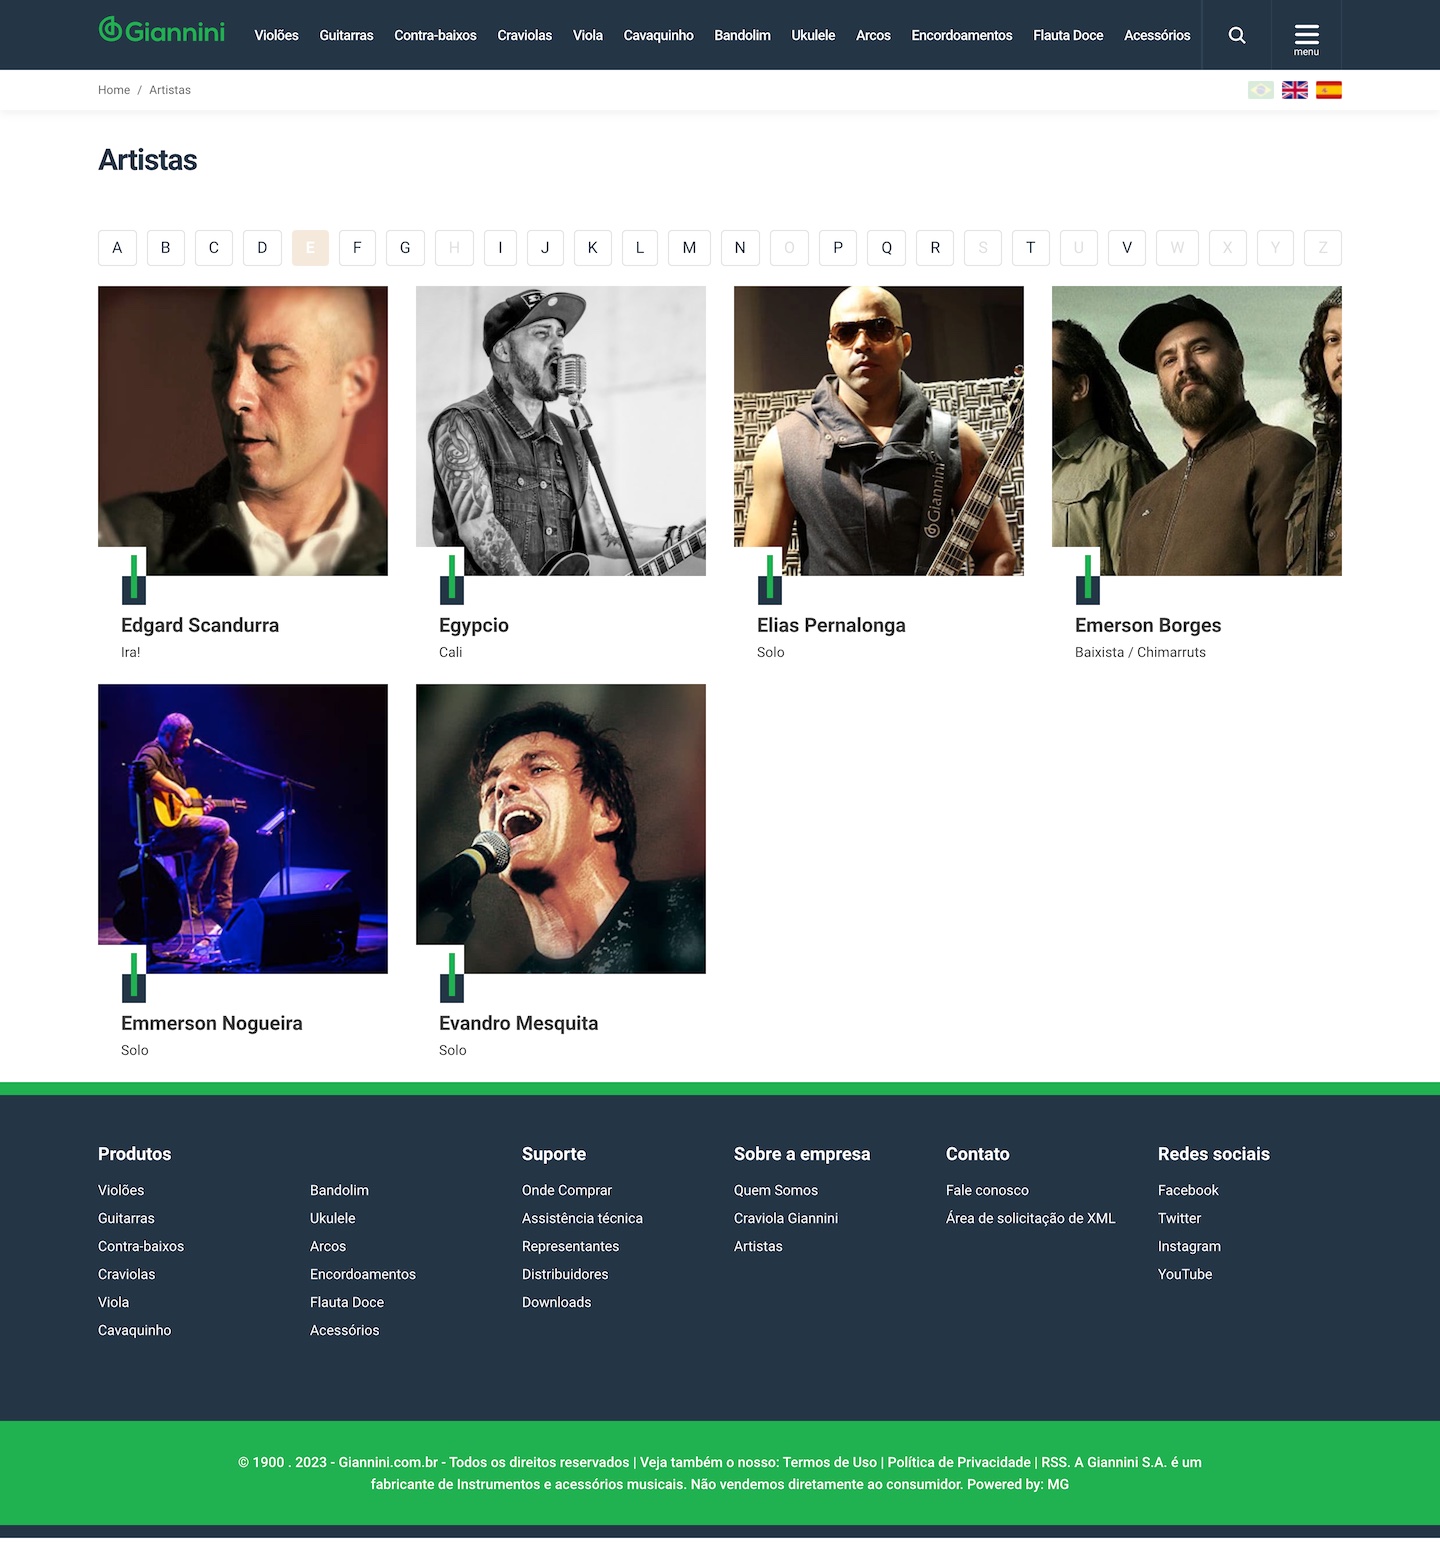 Giannini
Violões Guitarras Contra-baixos Craviolas Viola Cavaquinho Bandolim Ukulele Arcos Encordoamentos Flauta Doce Acessórios
menu
Home / Artistas
Artistas
A B C D E F G H I J K L M N O P Q R S T U V W X Y Z
Giannini
Edgard Scandurra
Ira!
Egypcio
Cali
Elias Pernalonga
Solo
Emerson Borges
Baixista / Chimarruts
Emmerson Nogueira
Solo
Evandro Mesquita
Solo
Produtos
Violões
Guitarras
Contra-baixos
Craviolas
Viola
Cavaquinho
Bandolim
Ukulele
Arcos
Encordoamentos
Flauta Doce
Acessórios
Suporte
Onde Comprar
Assistência técnica
Representantes
Distribuidores
Downloads
Sobre a empresa
Quem Somos
Craviola Giannini
Artistas
Contato
Fale conosco
Área de solicitação de XML
Redes sociais
Facebook
Twitter
Instagram
YouTube
© 1900 . 2023 - Giannini.com.br - Todos os direitos reservados | Veja também o nosso: Termos de Uso | Política de Privacidade | RSS. A Giannini S.A. é um
fabricante de Instrumentos e acessórios musicais. Não vendemos diretamente ao consumidor. Powered by: MG